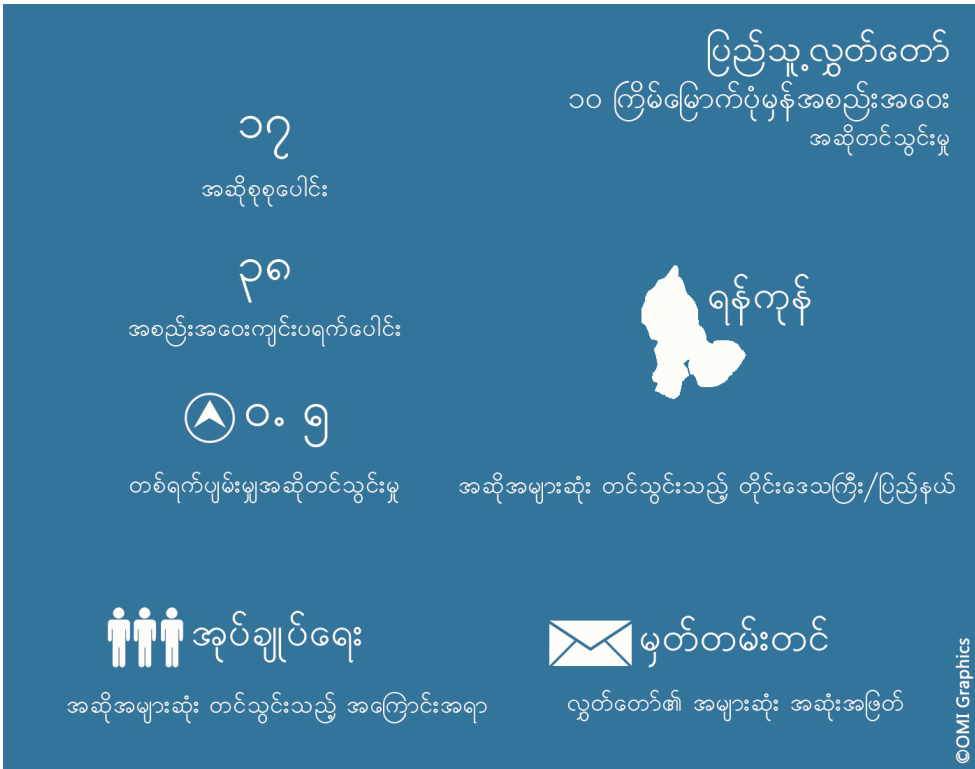 ပြည်သူ့လွှတ်တော်
၁၀ ကြိမ်မြောက်ပုံမှန်အစည်းအဝေး
အဆိုတင်သွင်းမှု
၁၇
အဆိုစုစုပေါင်း
၃၈
အစည်းအဝေးကျင်းပရက်ပေါင်း
၀. ၅
တစ်ရက်ပျမ်းမျှအဆိုတင်သွင်းမှု
ရန်ကုန်
အဆိုအများဆုံး တင်သွင်းသည့် တိုင်းဒေသကြီး/ပြည်နယ်
အုပ်ချုပ်ရေး
အဆိုအများဆုံး တင်သွင်းသည့် အကြောင်းအရာ
မှတ်တမ်းတင်
လွှတ်တော်၏ အများဆုံး အဆုံးအဖြတ်
©OMI Graphics